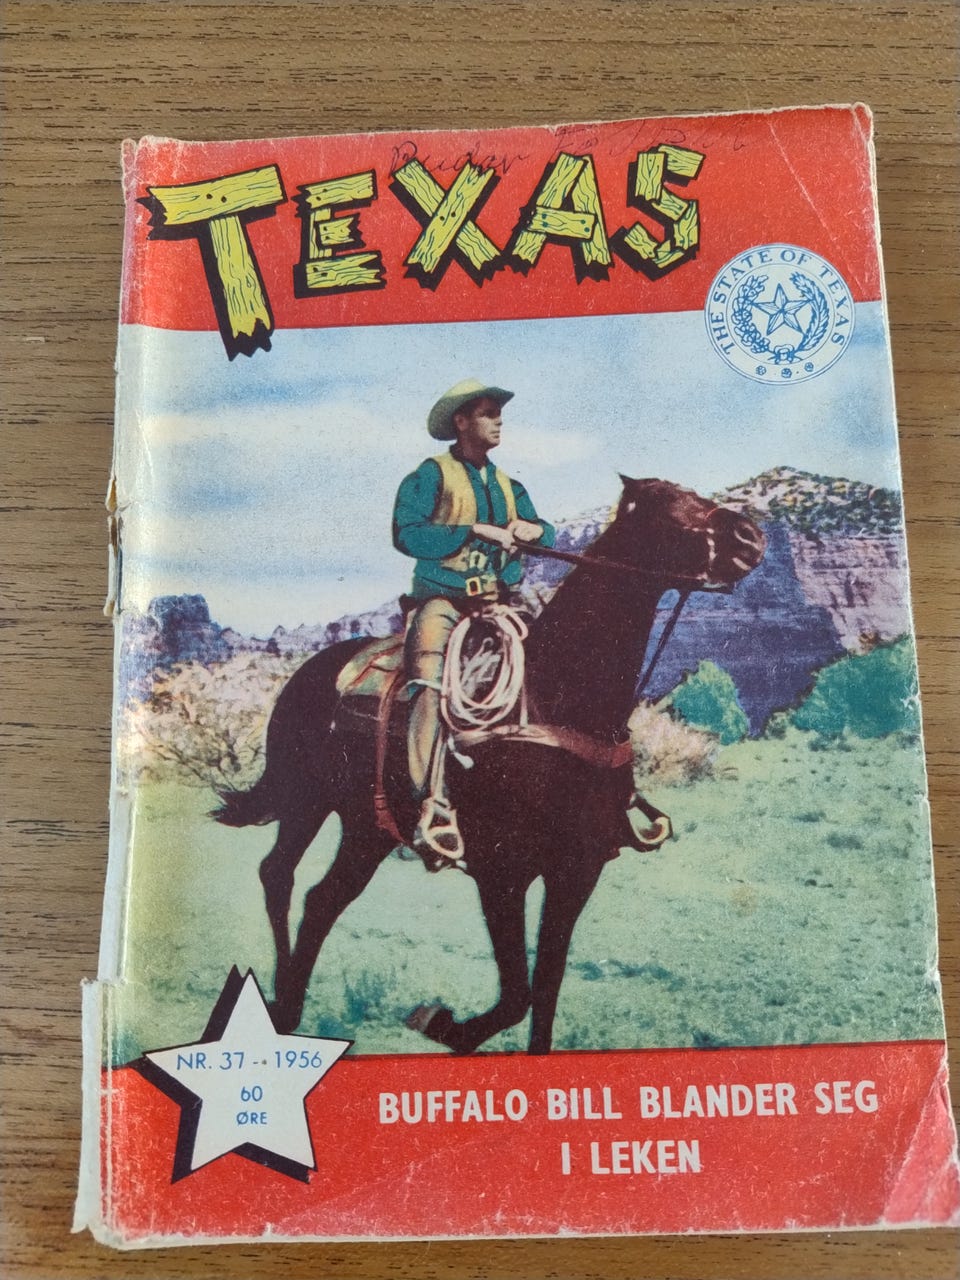 TEXAS
THE STATE OF TEXAS
NR. 37 -- 1956
60
ØRE
BUFFALO BILL BLANDER SEG
I LEKEN